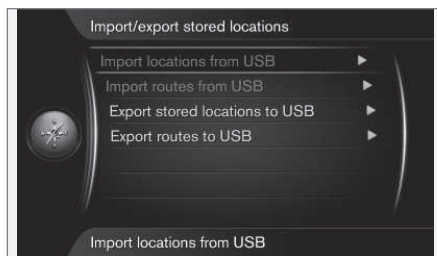 Import/export stored locations
Import locations from USB
Import routes from USB
Export stored locations to USB
Export routes to USB
Import locations from USB